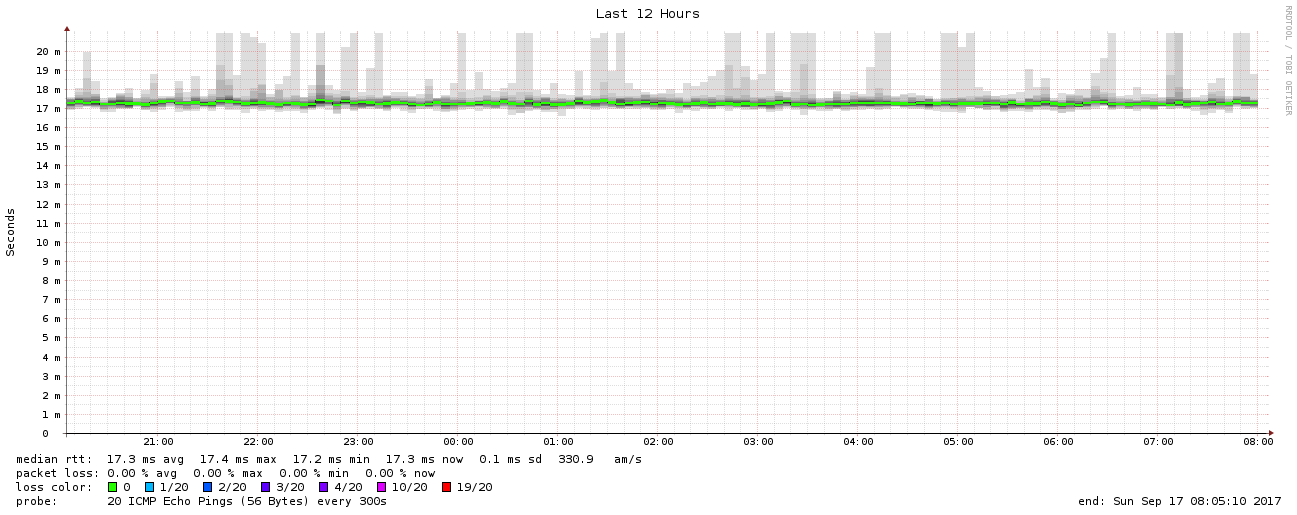 Last 12 Hours
RRDTOOL / TOBI OETIKER
Seconds
20 m
19 m
18 m
17 m
16 m
15 m
14 m
13 m
12 m
11 m
10 m
9 m
8 m
7 m
6 m
5 m
4 m
3 m
2 m
1 m
0
21:00 22:00 23:00 00:00 01:00 02:00 03:00 04:00 05:00 06:00 07:00 08:00
median rtt: 17.3 ms avg 17.4 ms max 17.2 ms min 17.3 ms now 0.1 ms sd 330.9 am/s
packet loss: 0.00 % avg 0.00 % max 0.00 % min 0.00 % now
loss color: 0 1/20 2/20 3/20 4/20 10/20 19/20
probe: 20 ICMP Echo Pings (56 Bytes) every 300s end: Sun Sep 17 08:05:10 2017